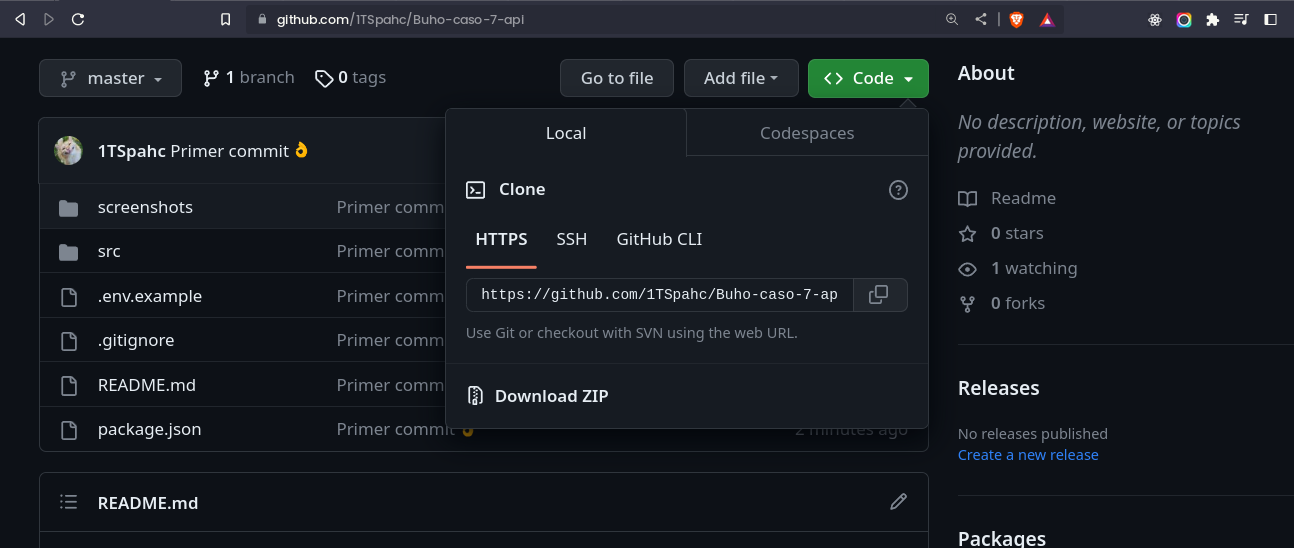 github.com/1TSpahc/Buho-caso-7-api
master
1 branch
0 tags
Go to file
Add file
Code
1TSpahc Primer commit 👌
screenshots Primer comm
src Primer comm
.env.example Primer comm
.gitignore Primer comm
README.md Primer comm
package.json Primer commit 👌 2 minutes ago
Local
Codespaces
Clone
HTTPS
SSH
GitHub CLI
https://github.com/1TSpahc/Buho-caso-7-ap
Use Git or checkout with SVN using the web URL.
Download ZIP
README.md
About
No description, website, or topics
provided.
Readme
0 stars
1 watching
0 forks
Releases
No releases published
Create a new release
Packages